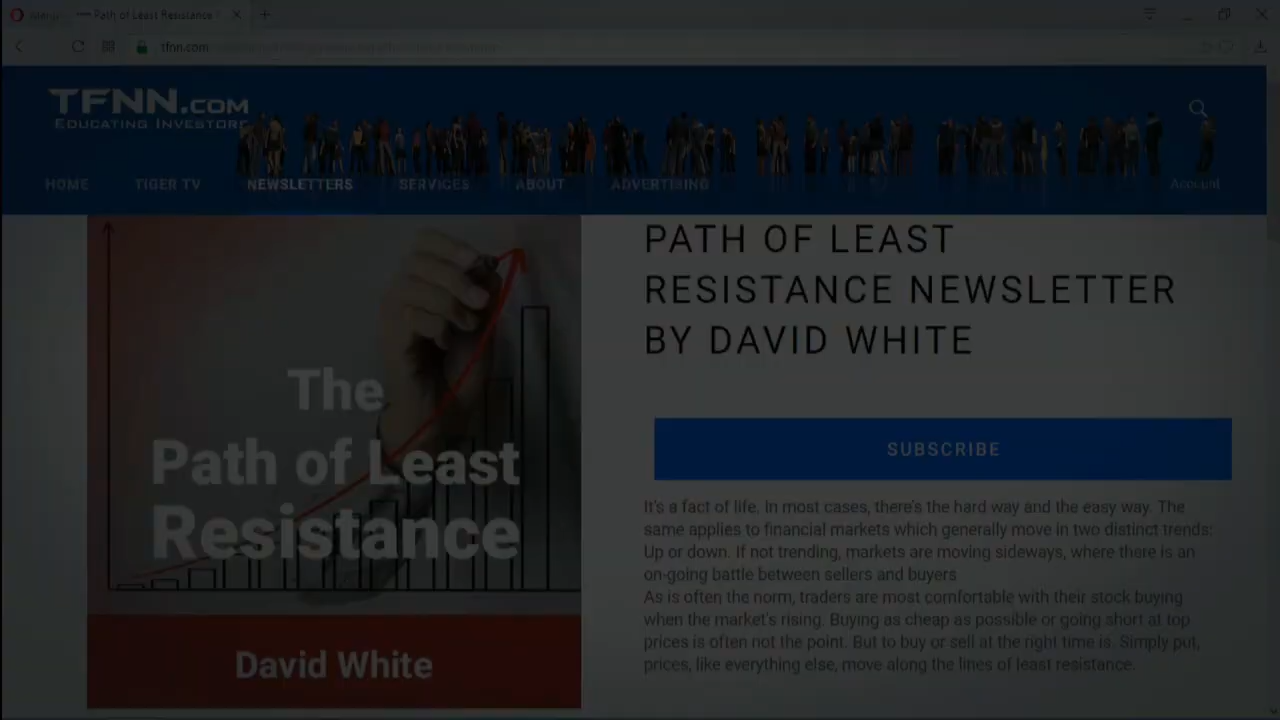 Path of Least Resistance
tfnn.com
TFNN.COM
EDUCATING INVESTORS
HOME
TIGER TV
NEWSLETTERS
SERVICES
ABOUT
ADVERTISING
Account
The
Path of Least
Resistance
David White
PATH OF LEAST
RESISTANCE NEWSLETTER
BY DAVID WHITE
SUBSCRIBE
It's a fact of life. In most cases, there's the hard way and the easy way. The
same applies to financial markets which generally move in two distinct trends:
Up or down. If not trending, markets are moving sideways, where there is an
on-going battle between sellers and buyers
As is often the norm, traders are most comfortable with their stock buying
when the market's rising. Buying as cheap as possible or going short at top
prices is often not the point. But to buy or sell at the right time is. Simply put,
prices, like everything else, move along the lines of least resistance.